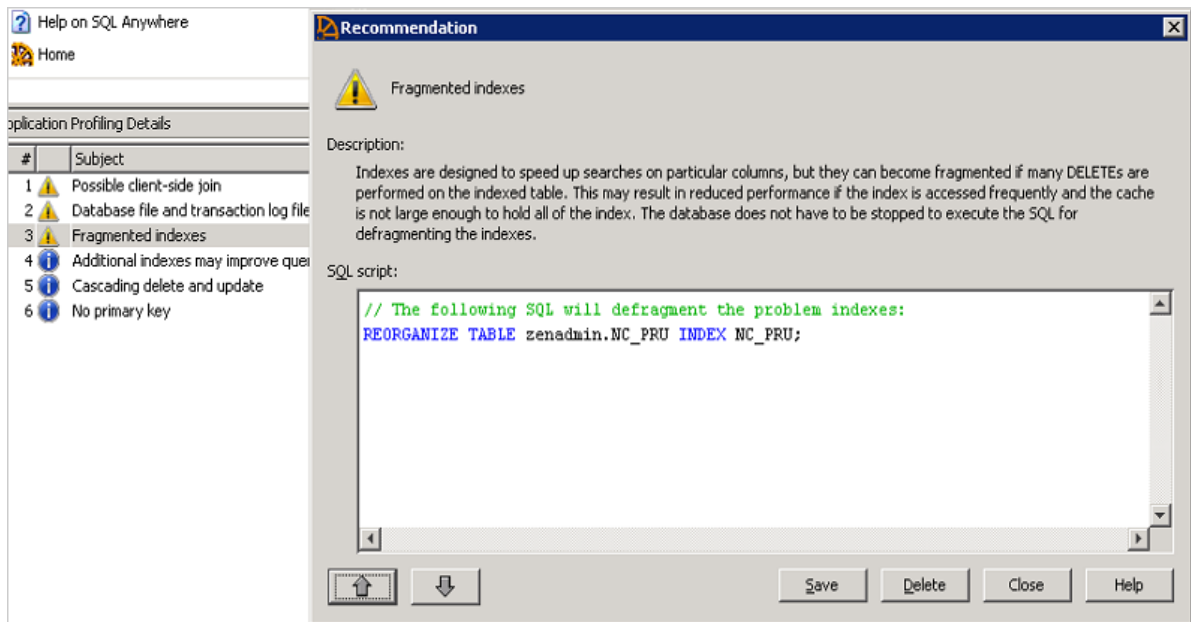 Help on SQL Anywhere
Home
pplication Profiling Details
# Subject
1 Possible client-side join
2 Database file and transaction log file
3 Fragmented indexes
4 Additional indexes may improve quer
5 Cascading delete and update
6 No primary key
Recommendation
Fragmented indexes
Description:
Indexes are designed to speed up searches on particular columns, but they can become fragmented if many DELETEs are
performed on the indexed table. This may result in reduced performance if the index is accessed frequently and the cache
is not large enough to hold all of the index. The database does not have to be stopped to execute the SQL for
defragmenting the indexes.
SQL script:
// The following SQL will defragment the problem indexes:
REORGANIZE TABLE zenadmin.NC_PRU INDEX NC_PRU;
Save Delete Close Help